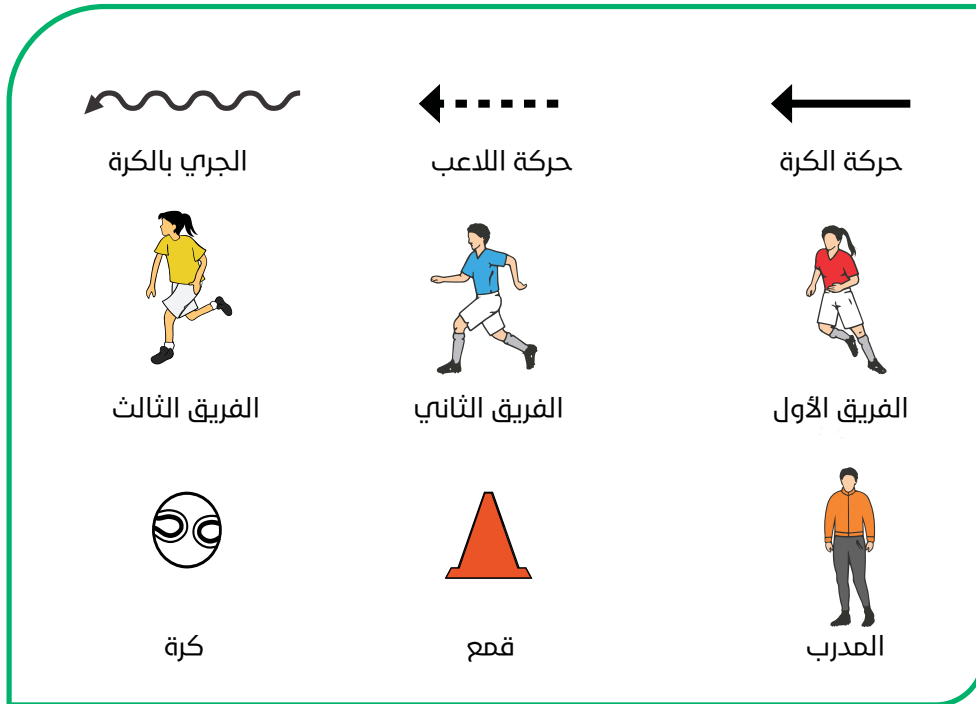 حركة الكرة
حركة اللاعب
الجري بالكرة
الفريق الأول
الفريق الثاني
الفريق الثالث
المدرب
قمع
كرة